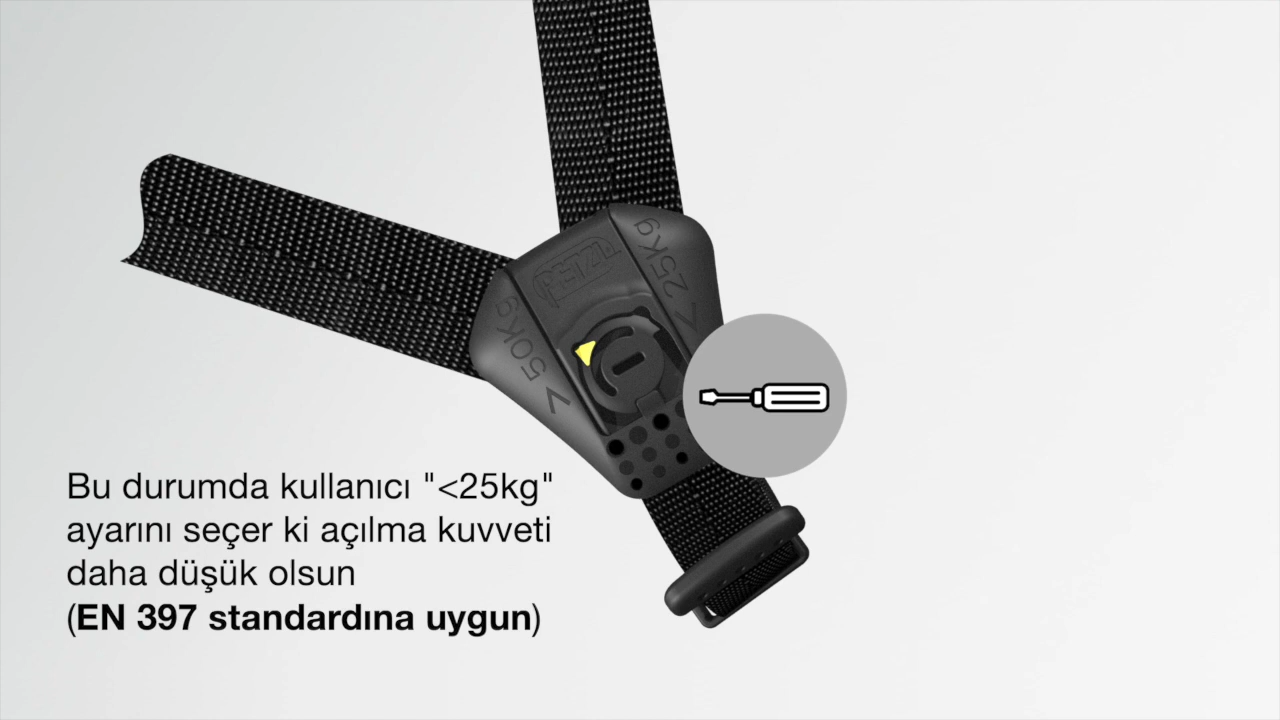 PETZL
< 25kg
> 50kg
Bu durumda kullanıcı "<25kg"
ayarını seçer ki açılma kuvveti
daha düşük olsun
(EN 397 standardına uygun)